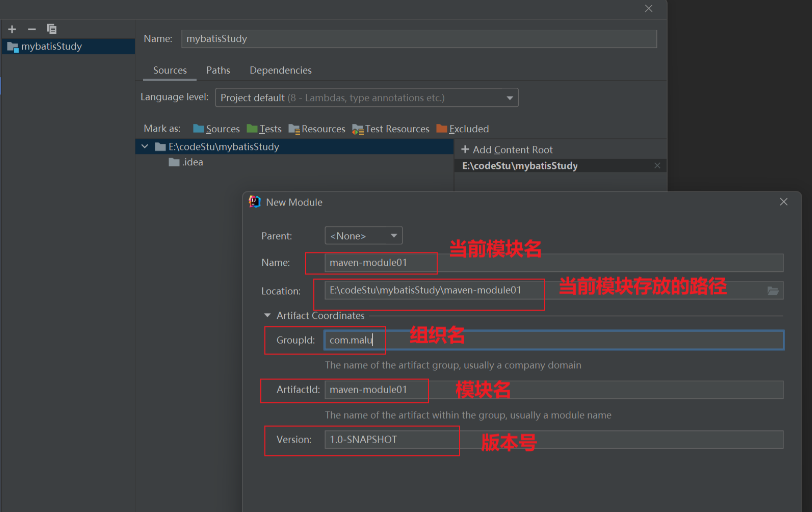 mybatisStudy
Name: mybatisStudy
Sources Paths Dependencies
Language level: Project default (8 - Lambdas, type annotations etc.)
Mark as: Sources Tests Resources Test Resources Excluded
E:\codeStu\mybatisStudy
.idea
+ Add Content Root
E:\codeStu\mybatisStudy
New Module
Parent: <None>
Name: maven-module01 当前模块名
Location: E:\codeStu\mybatisStudy\maven-module01 当前模块存放的路径
Artifact Coordinates
GroupId: com.malu 组织名
The name of the artifact group, usually a company domain
ArtifactId: maven-module01 模块名
The name of the artifact within the group, usually a module name
Version: 1.0-SNAPSHOT 版本号